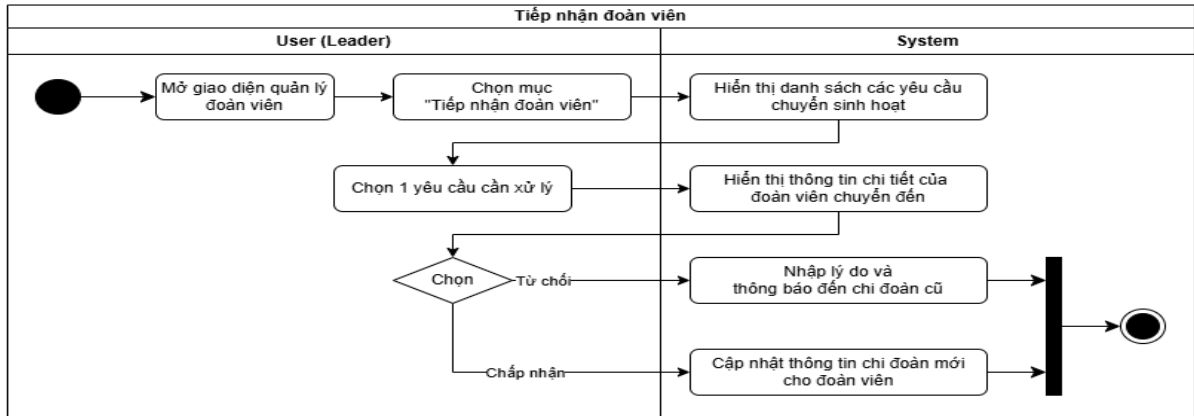 Tiếp nhận đoàn viên
User (Leader)
System
Mở giao diện quản lý
đoàn viên
Chọn mục
"Tiếp nhận đoàn viên"
Hiển thị danh sách các yêu cầu
chuyển sinh hoạt
Chọn 1 yêu cầu cần xử lý
Hiển thị thông tin chi tiết của
đoàn viên chuyển đến
Chọn
Từ chối
Nhập lý do và
thông báo đến chi đoàn cũ
Chấp nhận
Cập nhật thông tin chi đoàn mới
cho đoàn viên